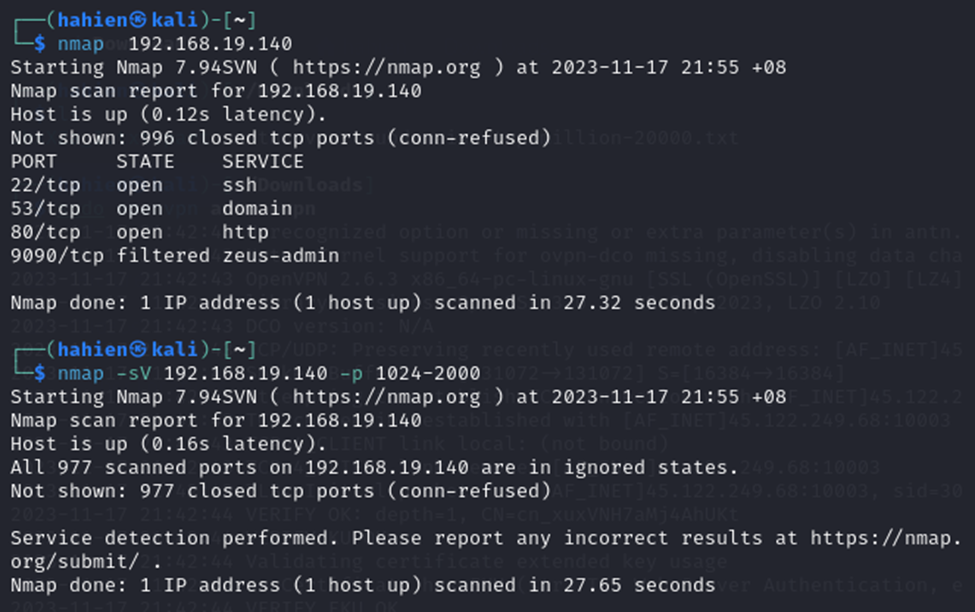 ┌──(hahien㉿kali)-[~]
└─$ nmap 192.168.19.140
Starting Nmap 7.94SVN ( https://nmap.org ) at 2023-11-17 21:55 +08
Nmap scan report for 192.168.19.140
Host is up (0.12s latency).
Not shown: 996 closed tcp ports (conn-refused)
PORT     STATE    SERVICE
22/tcp   open     ssh
53/tcp   open     domain
80/tcp   open     http
9090/tcp filtered zeus-admin
Nmap done: 1 IP address (1 host up) scanned in 27.32 seconds
┌──(hahien㉿kali)-[~]
└─$ nmap -sV 192.168.19.140 -p 1024-2000
Starting Nmap 7.94SVN ( https://nmap.org ) at 2023-11-17 21:55 +08
Nmap scan report for 192.168.19.140
Host is up (0.16s latency).
All 977 scanned ports on 192.168.19.140 are in ignored states.
Not shown: 977 closed tcp ports (conn-refused)
Service detection performed. Please report any incorrect results at https://nmap.
org/submit/ .
Nmap done: 1 IP address (1 host up) scanned in 27.65 seconds